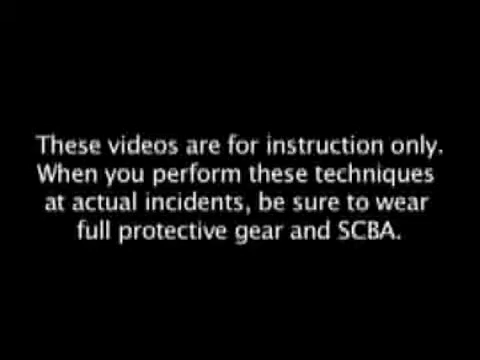 These videos are for instruction only.
When you perform these techniques
at actual incidents, be sure to wear
full protective gear and SCBA.